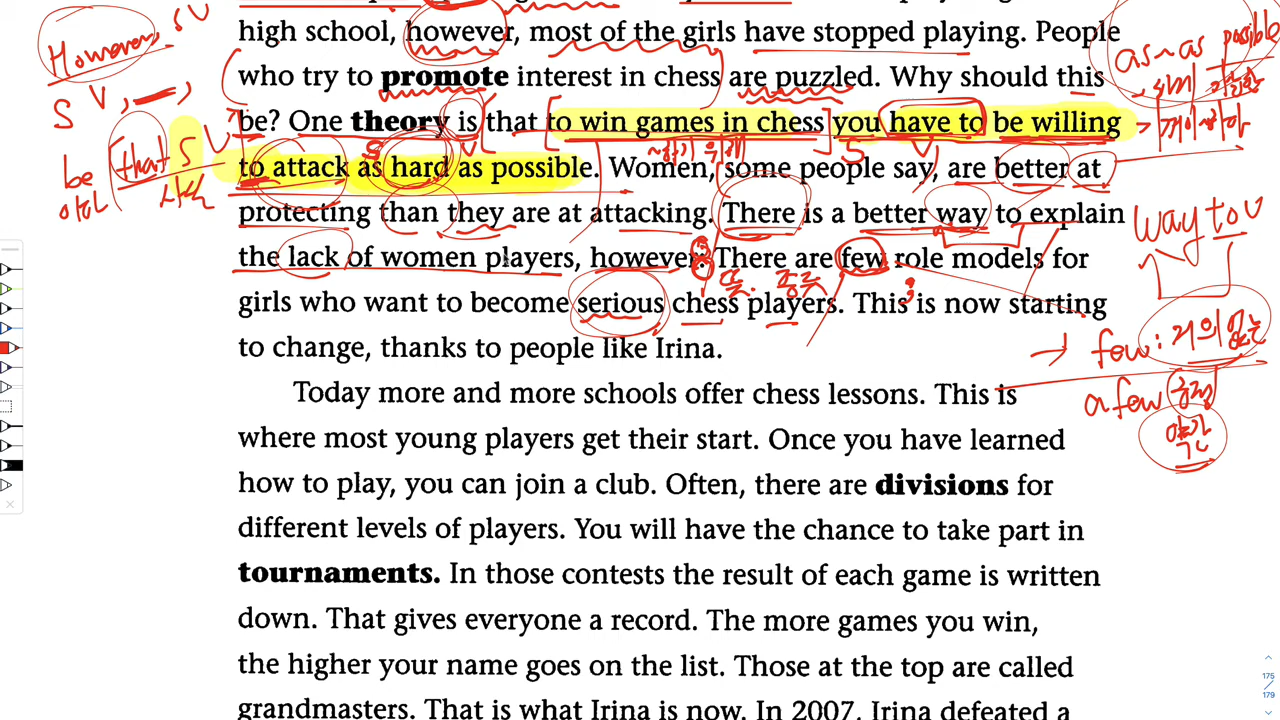 high school, however, most of the girls have stopped playing. People
who try to promote interest in chess are puzzled. Why should this
be? One theory is that to win games in chess you have to be willing
to attack as hard as possible. Women, some people say, are better at
protecting than they are at attacking. There is a better way to explain
the lack of women players, however: There are few role models for
girls who want to become serious chess players. This is now starting
to change, thanks to people like Irina.
Today more and more schools offer chess lessons. This is
where most young players get their start. Once you have learned
how to play, you can join a club. Often, there are divisions for
different levels of players. You will have the chance to take part in
tournaments. In those contests the result of each game is written
down. That gives everyone a record. The more games you win,
the higher your name goes on the list. Those at the top are called
grandmasters. That is what Irina is now. In 2007, Irina defeated a
However, SV
S V,
be that S V
as~as possible
~하기 위해
S V
way to V
few: 거의 없는
a few 긍정
175
179